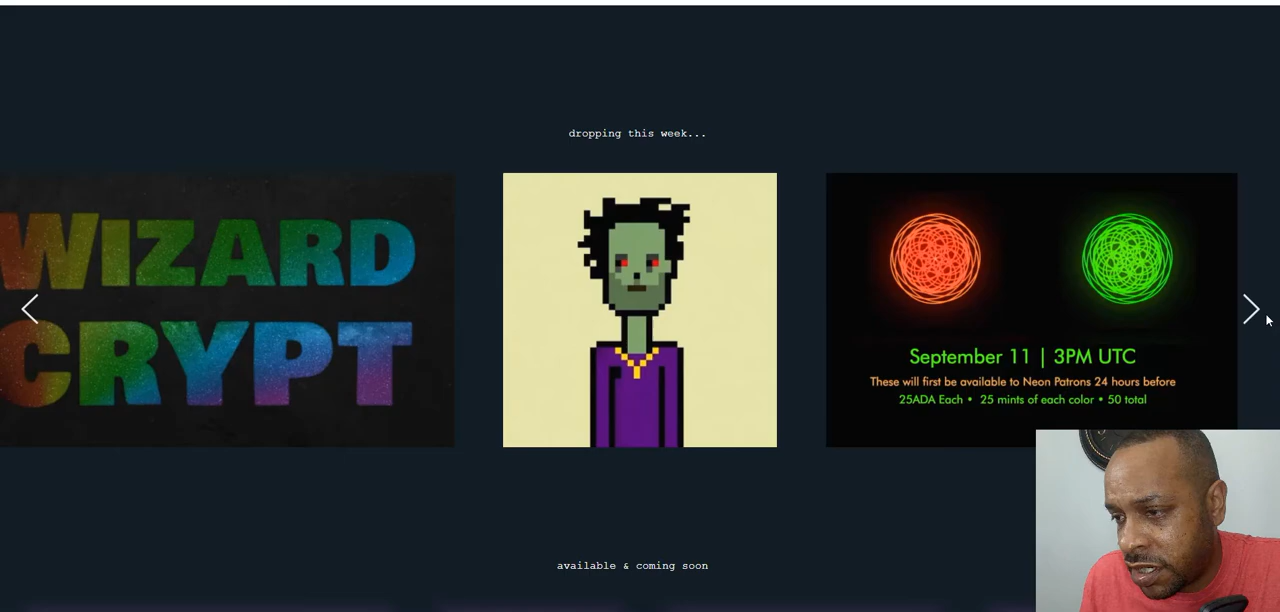 dropping this week...
WIZARD
CRYPT
September 11 | 3PM UTC
These will first be available to Neon Patrons 24 hours before
25ADA Each • 25 mints of each color • 50 total
available & coming soon